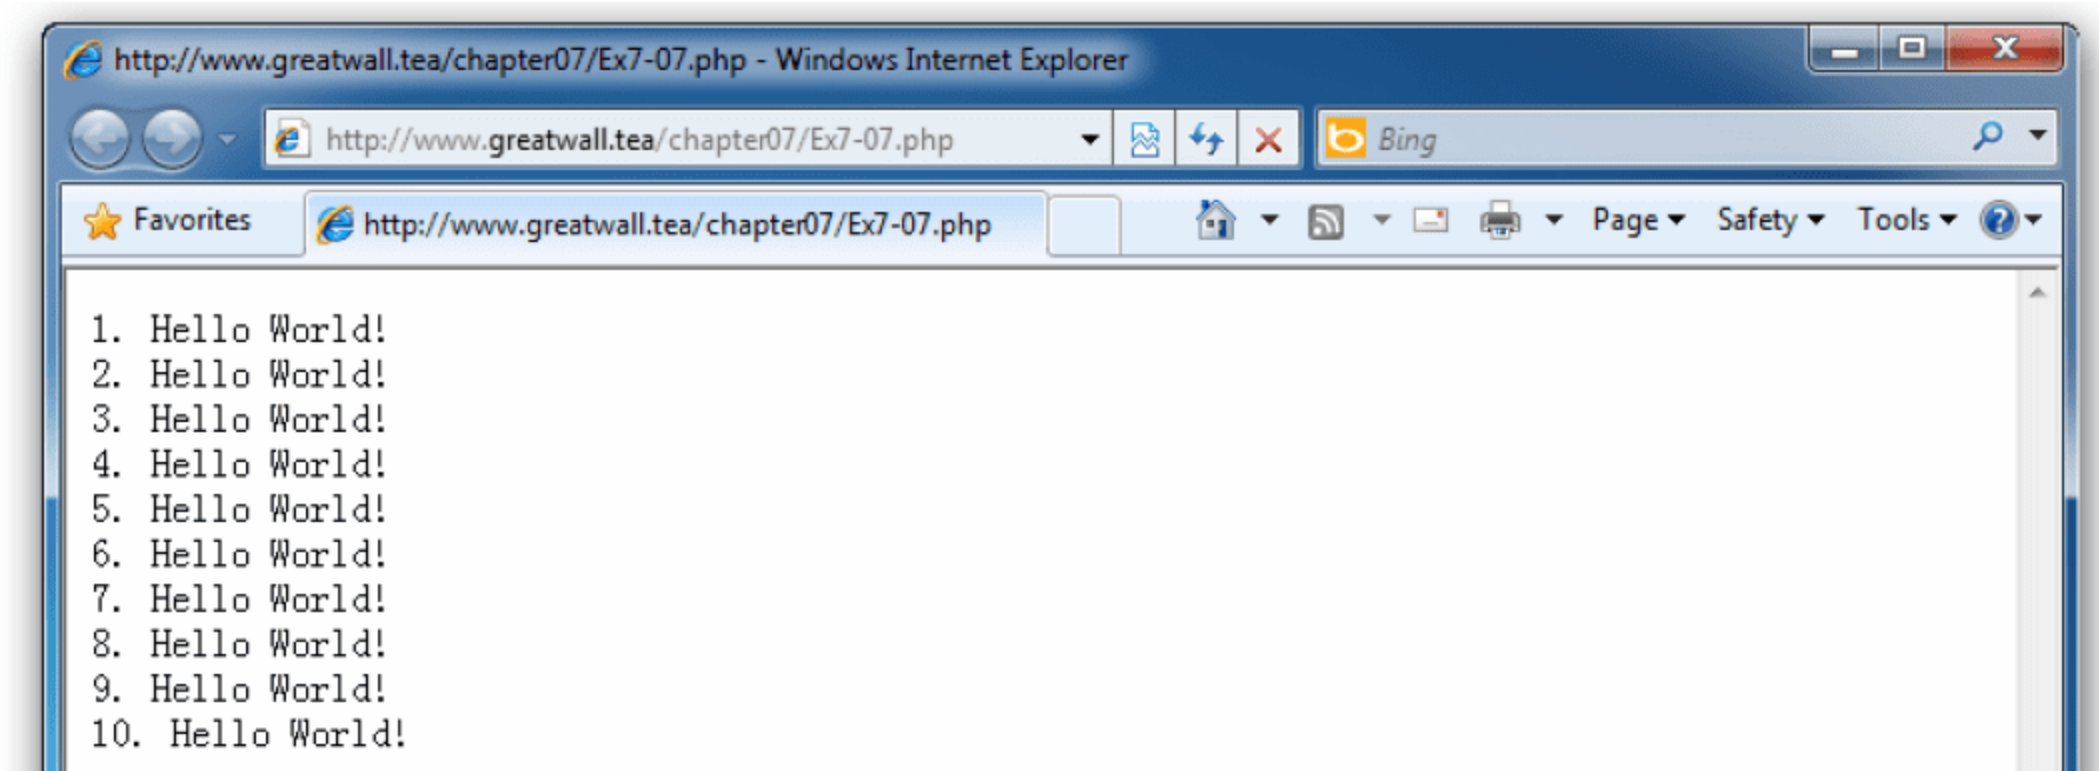 http://www.greatwall.tea/chapter07/Ex7-07.php - Windows Internet Explorer
http://www.greatwall.tea/chapter07/Ex7-07.php Bing
Favorites http://www.greatwall.tea/chapter07/Ex7-07.php Page Safety Tools
1. Hello World!
2. Hello World!
3. Hello World!
4. Hello World!
5. Hello World!
6. Hello World!
7. Hello World!
8. Hello World!
9. Hello World!
10. Hello World!